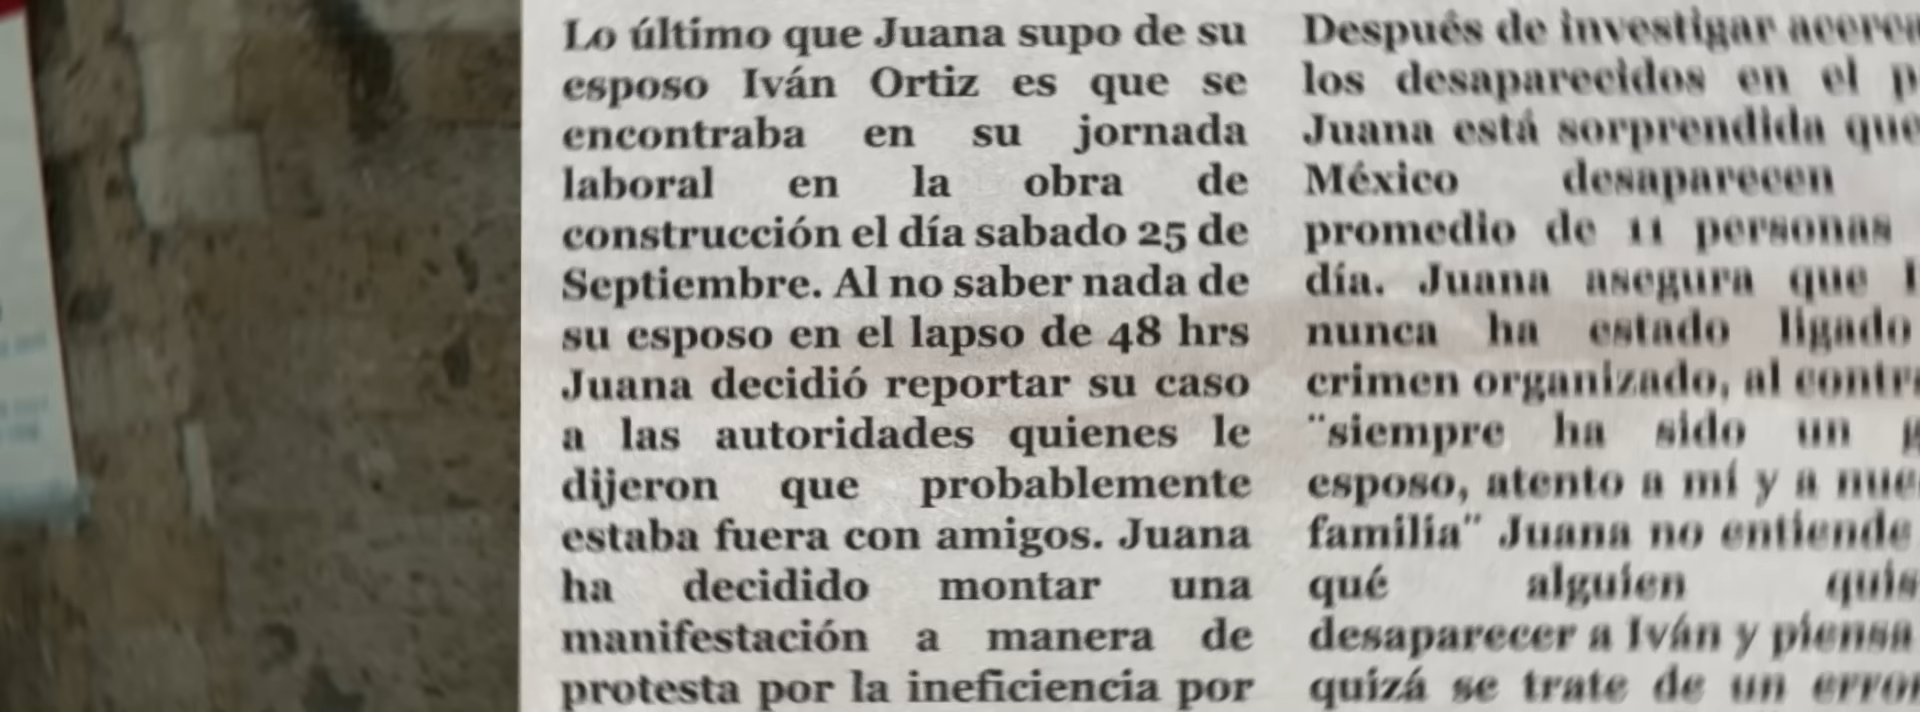 Lo último que Juana supo de su
esposo Iván Ortiz es que se
encontraba en su jornada
laboral en la obra de
construcción el día sabado 25 de
Septiembre. Al no saber nada de
su esposo en el lapso de 48 hrs
Juana decidió reportar su caso
a las autoridades quienes le
dijeron que probablemente
estaba fuera con amigos. Juana
ha decidido montar una
manifestación a manera de
protesta por la ineficiencia por
Después de investigar
los desaparecidos en el
Juana está sorprendida que
México desaparecen
promedio de 11 personas
día. Juana asegura que
nunca ha estado ligado
crimen organizado, al
¨siempre ha sido un
esposo, atento a mí y a
familia" Juana no entiende
qué alguien
desaparecer a Iván y piensa
quizá se trate de un error